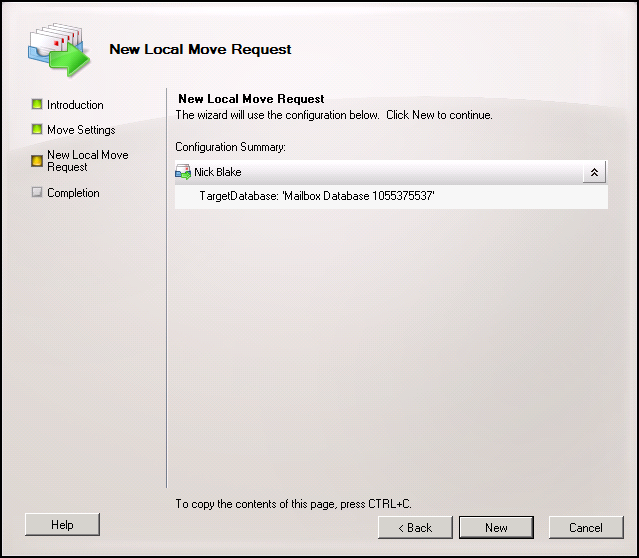 New Local Move Request
Introduction
Move Settings
New Local Move
Request
Completion
New Local Move Request
The wizard will use the configuration below.  Click New to continue.
Configuration Summary:
Nick Blake
TargetDatabase: 'Mailbox Database 1055375537'
To copy the contents of this page, press CTRL+C.
Help
< Back
New
Cancel